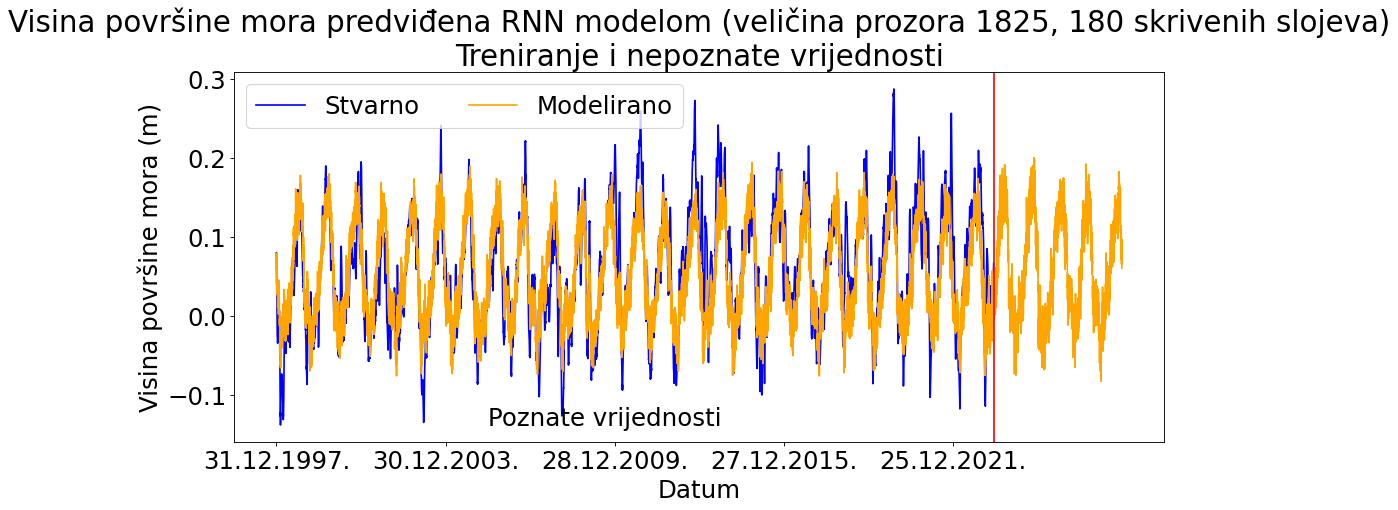 Visina površine mora predviđena RNN modelom (veličina prozora 1825, 180 skrivenih slojeva)
Treniranje i nepoznate vrijednosti
Stvarno
Modelirano
Visina površine mora (m)
0.3
0.2
0.1
0.0
−0.1
Poznate vrijednosti
31.12.1997.
30.12.2003.
28.12.2009.
27.12.2015.
25.12.2021.
Datum